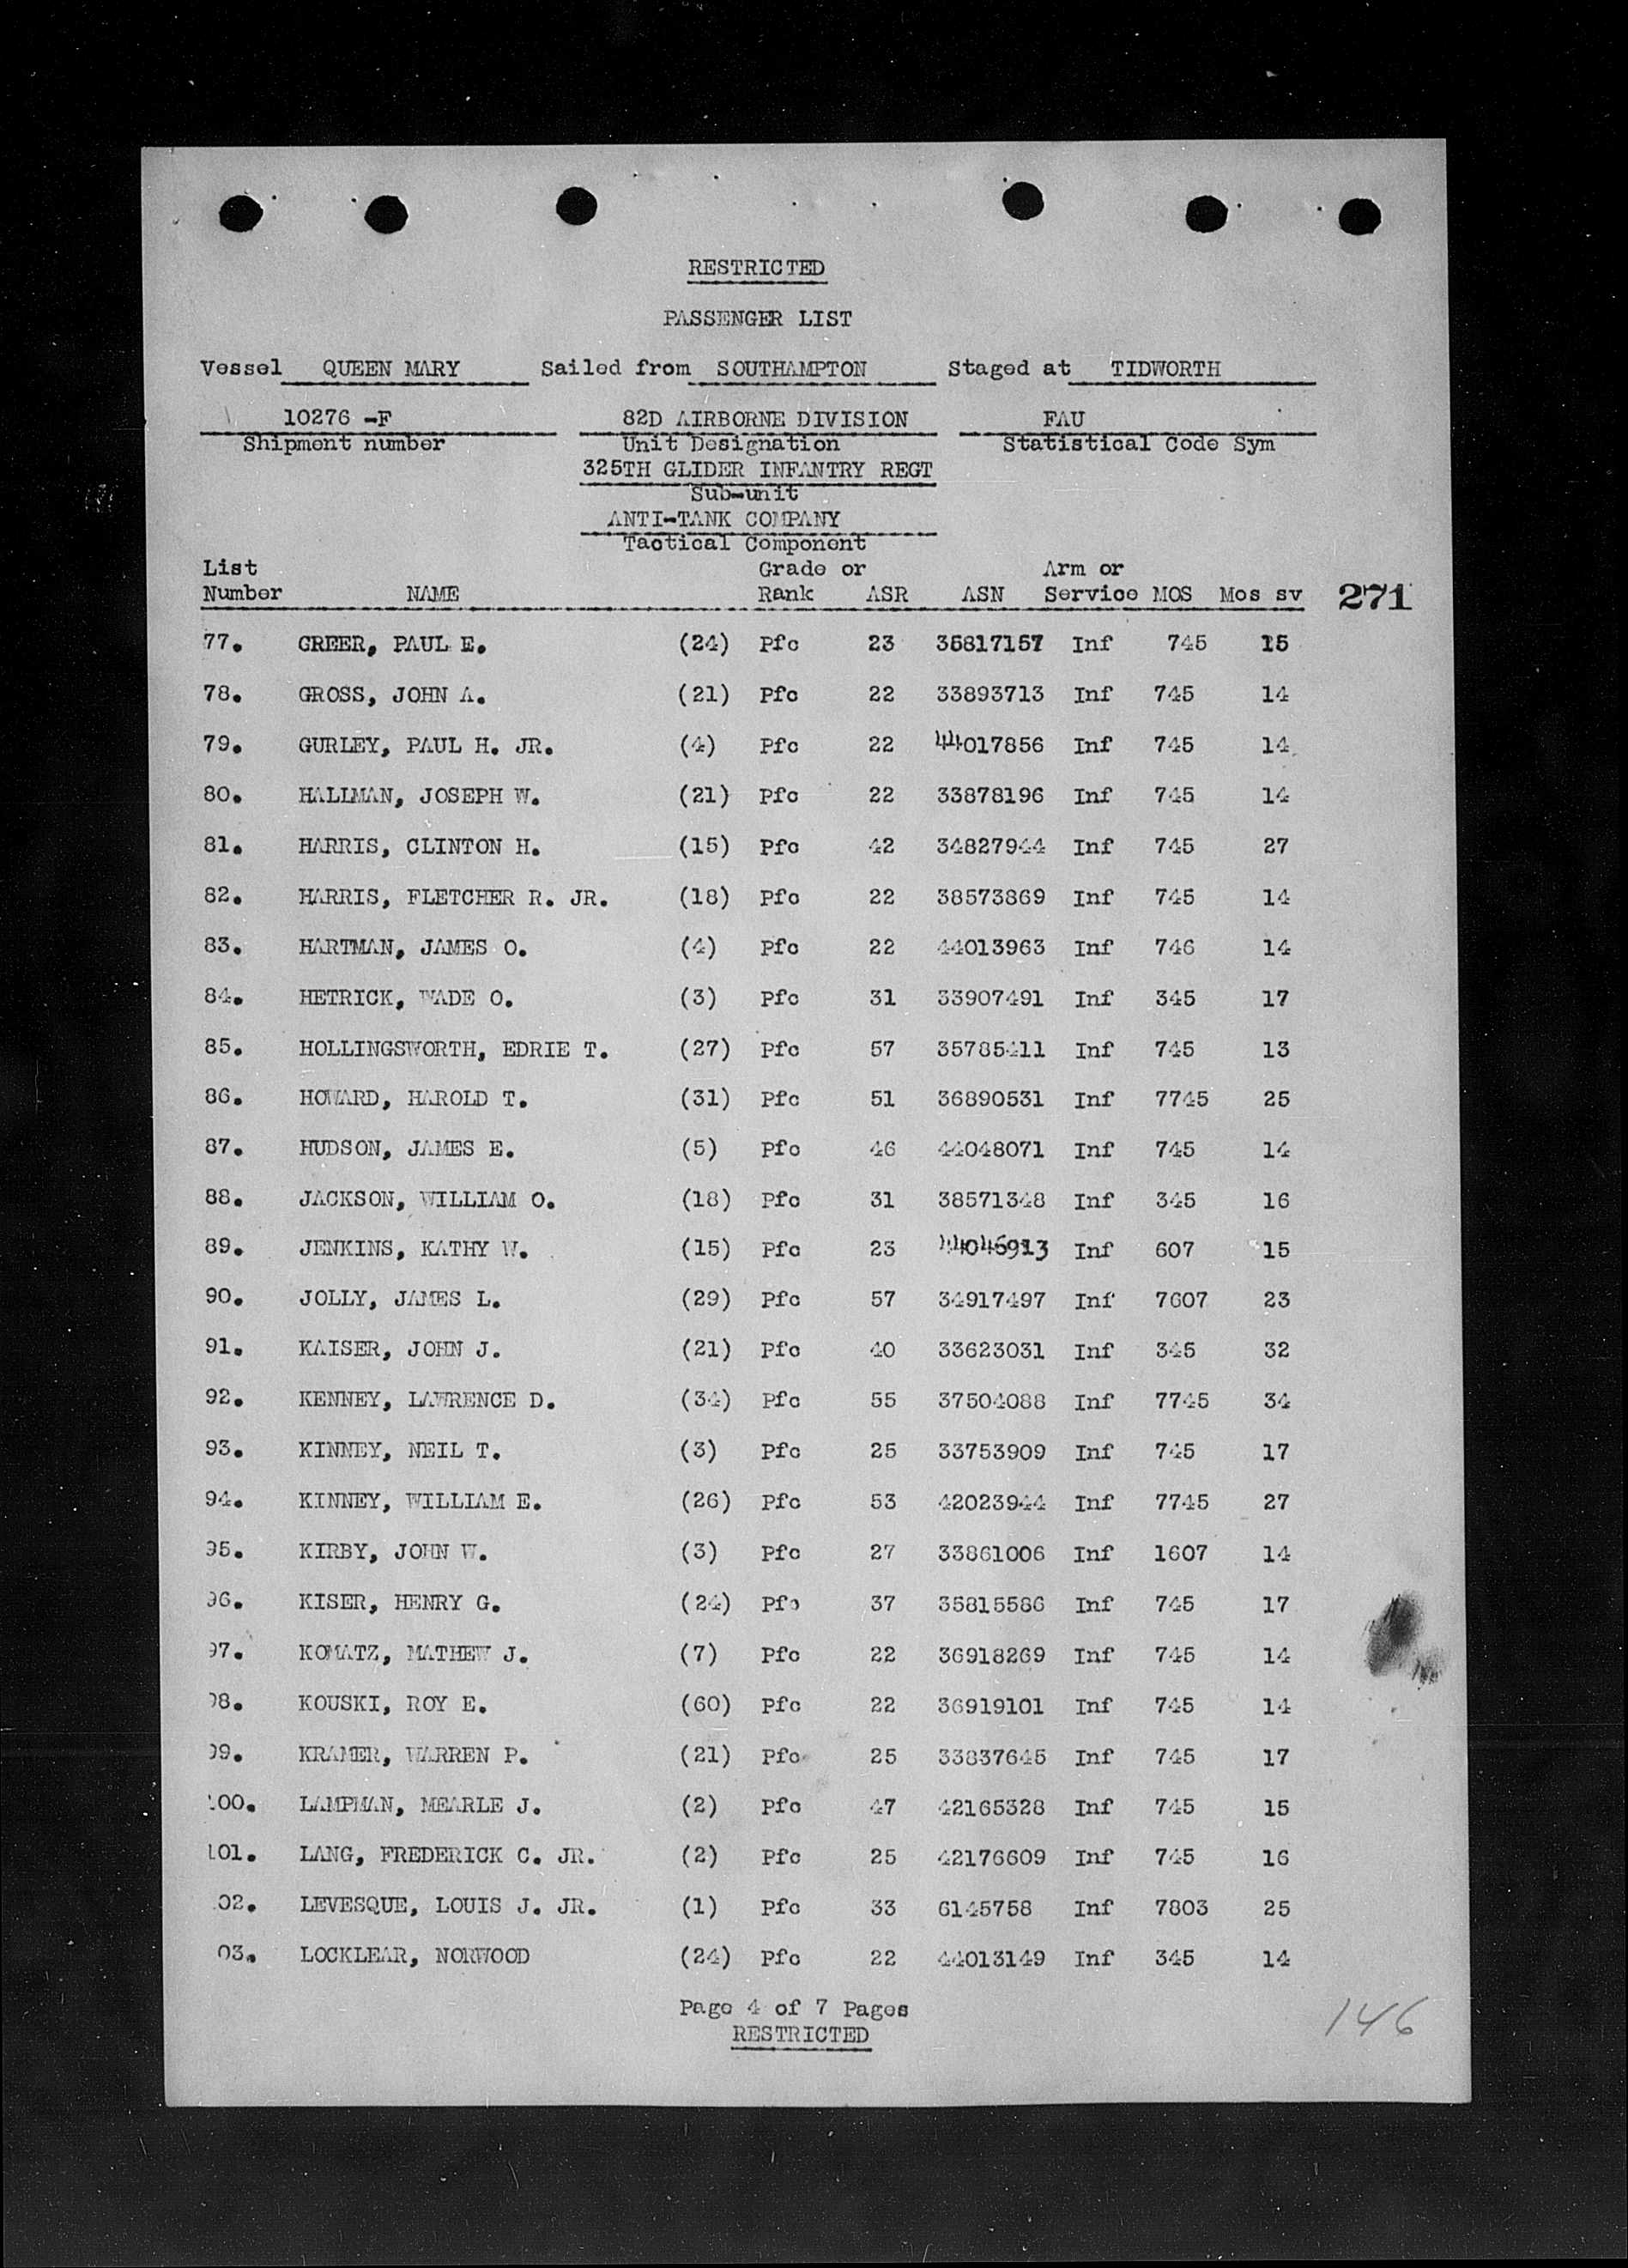 RESTRICTED
PASSENGER LIST
Vessel QUEEN MARY Sailed from SOUTHAMPTON Staged at TIDWORTH
10276 -F 82D AIRBORNE DIVISION FAU
Shipment number Unit Designation Statistical Code Sym
325TH GLIDER INFANTRY REGT
Sub-unit
ANTI-TANK COMPANY
Tactical Component
List Grade or Arm or
Number NAME Rank ASR ASN Service MOS Mos sv 271
77. GREER, PAUL E. (24) Pfc 23 35817157 Inf 745 15
78. GROSS, JOHN A. (21) Pfc 22 33893713 Inf 745 14
79. GURLEY, PAUL H. JR. (4) Pfc 22 44017856 Inf 745 14
80. HALLMAN, JOSEPH W. (21) Pfc 22 33878196 Inf 745 14
81. HARRIS, CLINTON H. (15) Pfc 42 34827944 Inf 745 27
82. HARRIS, FLETCHER R. JR. (18) Pfc 22 38573869 Inf 745 14
83. HARTMAN, JAMES O. (4) Pfc 22 44013963 Inf 746 14
84. HETRICK, WADE O. (3) Pfc 31 33907491 Inf 345 17
85. HOLLINGSWORTH, EDRIE T. (27) Pfc 57 35785411 Inf 745 13
86. HOWARD, HAROLD T. (31) Pfc 51 36890531 Inf 7745 25
87. HUDSON, JAMES E. (5) Pfc 46 44048071 Inf 745 14
88. JACKSON, WILLIAM O. (18) Pfc 31 38571348 Inf 345 16
89. JENKINS, KATHY W. (15) Pfc 23 44046913 Inf 607 15
90. JOLLY, JAMES L. (29) Pfc 57 34917497 Inf 7607 23
91. KAISER, JOHN J. (21) Pfc 40 33623031 Inf 345 32
92. KENNEY, LAWRENCE D. (34) Pfc 55 37504088 Inf 7745 34
93. KINNEY, NEIL T. (3) Pfc 25 33753909 Inf 745 17
94. KINNEY, WILLIAM E. (26) Pfc 53 42023944 Inf 7745 27
95. KIRBY, JOHN W. (3) Pfc 27 33861006 Inf 1607 14
96. KISER, HENRY G. (24) Pfc 37 35815586 Inf 745 17
97. KOMATZ, MATHEW J. (7) Pfc 22 36918269 Inf 745 14
98. KOUSKI, ROY E. (60) Pfc 22 36919101 Inf 745 14
99. KRAMER, WARREN P. (21) Pfc 25 33837645 Inf 745 17
100. LAMPMAN, MEARLE J. (2) Pfc 47 42165328 Inf 745 15
101. LANG, FREDERICK C. JR. (2) Pfc 25 42176609 Inf 745 16
02. LEVESQUE, LOUIS J. JR. (1) Pfc 33 6145758 Inf 7803 25
03. LOCKLEAR, NORWOOD (24) Pfc 22 44013149 Inf 345 14
Page 4 of 7 Pages
RESTRICTED
146